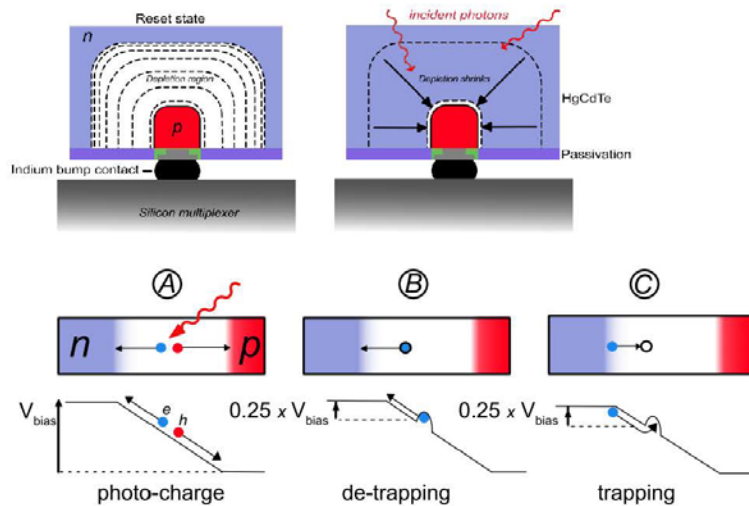 Reset state
n
Depletion region
p
Indium bump contact
Silicon multiplexer
incident photons
Depletion shrinks
HgCdTe
Passivation
A
B
C
n
p
V bias
e
h
0.25 x V bias
0.25 x V bias
photo-charge
de-trapping
trapping